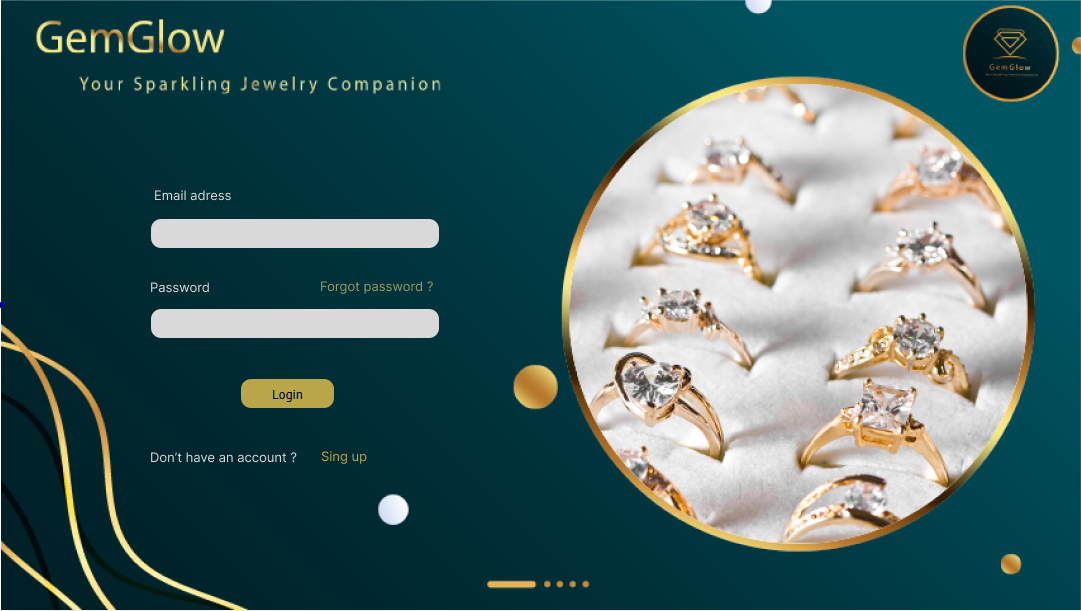 GemGlow
Your Sparkling Jewelry Companion
GemGlow
Email adress
Password
Forgot password ?
Login
Don't have an account ?
Sing up